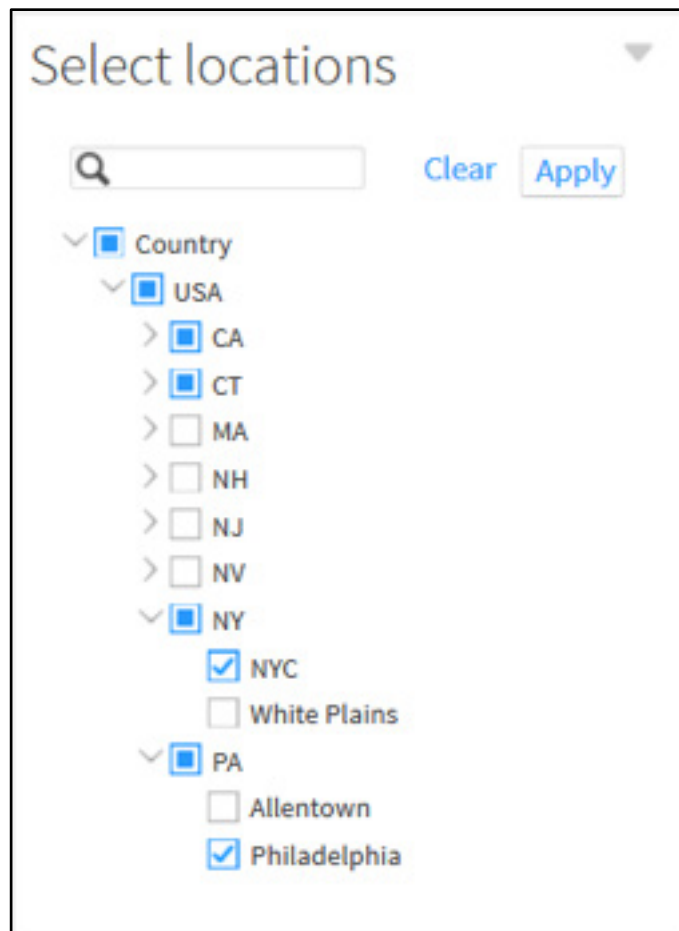 Select locations
Clear Apply
Country
USA
CA
CT
MA
NH
NJ
NV
NY
NYC
White Plains
PA
Allentown
Philadelphia